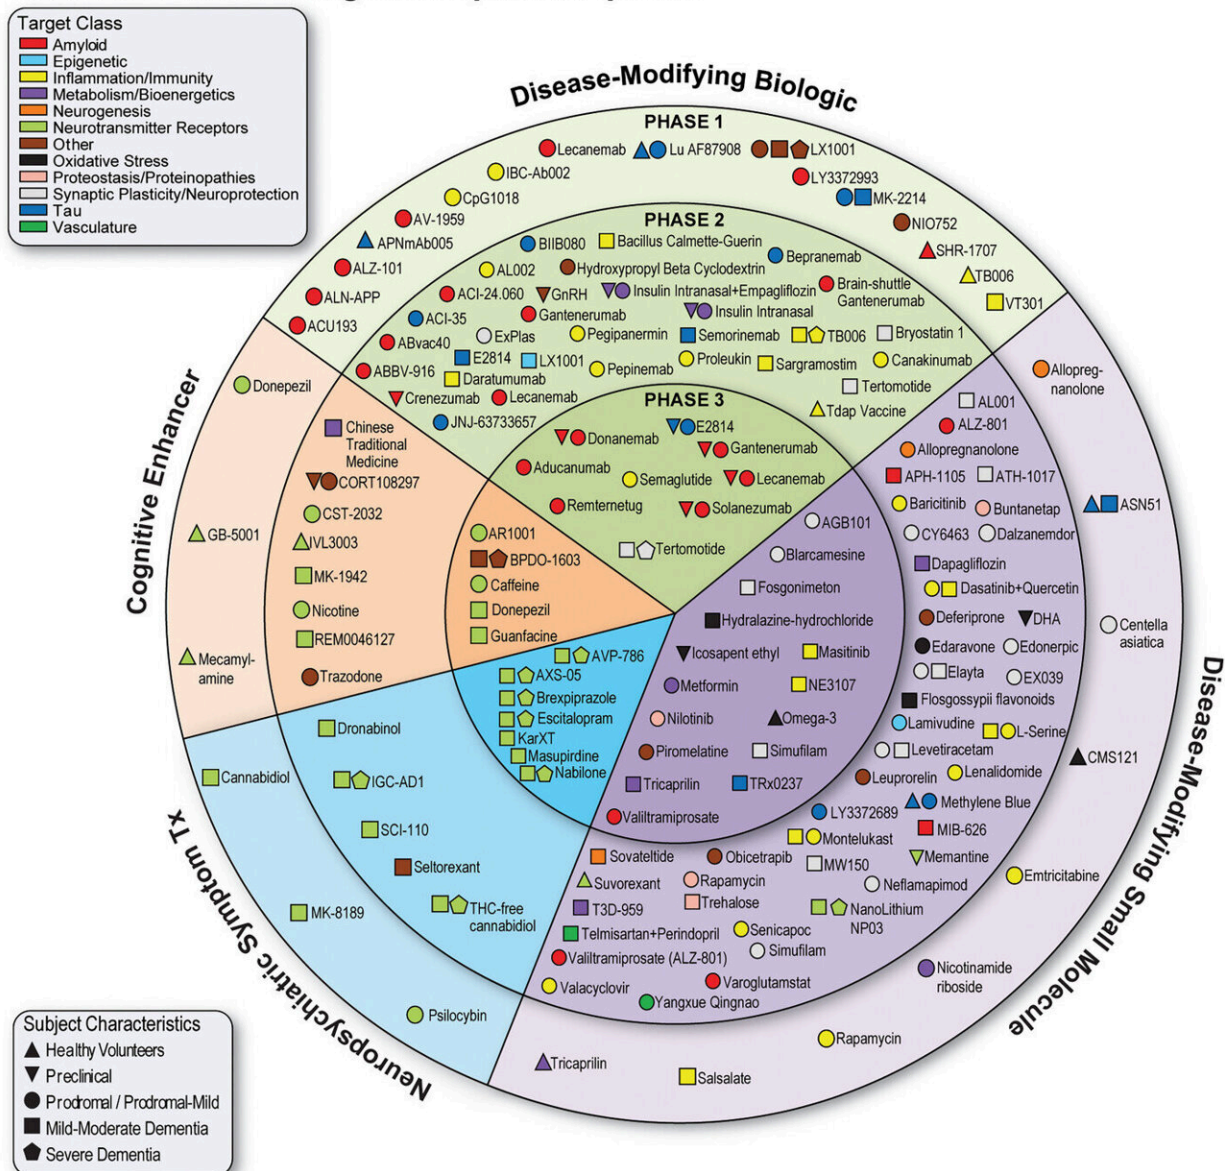 Target Class
Amyloid
Epigenetic
Inflammation/Immunity
Metabolism/Bioenergetics
Neurogenesis
Neurotransmitter Receptors
Other
Oxidative Stress
Proteostasis/Proteinopathies
Synaptic Plasticity/Neuroprotection
Tau
Vasculature
Disease-Modifying Biologic
PHASE 1
Lecanemab
Lu AF87908
LX1001
IBC-Ab002
LY3372993
CpG1018
MK-2214
AV-1959
NIO752
APNmAb005
SHR-1707
ALZ-101
TB006
ALN-APP
VT301
ACU193
PHASE 2
BIIB080
Bacillus Calmette-Guerin
Bepranemab
AL002
Hydroxypropyl Beta Cyclodextrin
ACI-24.060
GnRH
Insulin Intranasal+Empagliflozin
Brain-shuttle
Gantenerumab
ACI-35
Gantenerumab
Insulin Intranasal
ABvac40
ExPlas
Pegipanermin
Semorinemab
TB006
Bryostatin 1
E2814
LX1001
Proleukin
Sargramostim
Canakinumab
ABBV-916
Daratumumab
Pepinemab
Tertomotide
Crenezumab
Lecanemab
Tdap Vaccine
JNJ-63733657
PHASE 3
Donanemab
E2814
Gantenerumab
Aducanumab
Semaglutide
Lecanemab
Remternetug
Solanezumab
Tertomotide
Cognitive Enhancer
Donepezil
GB-5001
Mecamyl-
amine
Chinese
Traditional
Medicine
CORT108297
CST-2032
IVL3003
MK-1942
Nicotine
REM0046127
Trazodone
AR1001
BPDO-1603
Caffeine
Donepezil
Guanfacine
Neuropsychiatric Symptom Tx
Cannabidiol
MK-8189
Psilocybin
Dronabinol
IGC-AD1
SCI-110
Seltorexant
THC-free
cannabidiol
AVP-786
AXS-05
Brexpiprazole
Escitalopram
KarXT
Masupirdine
Nabilone
Disease-Modifying Small Molecule
AGB101
Blarcamesine
Fosgonimeton
Hydralazine-hydrochloride
Icosapent ethyl
Masitinib
Metformin
NE3107
Nilotinib
Omega-3
Piromelatine
Simufilam
Tricaprilin
TRx0237
Valiltramiprosate
AL001
ALZ-801
Allopregnanolone
APH-1105
ATH-1017
Baricitinib
Buntanetap
CY6463
Dalzanemdor
Dapagliflozin
Dasatinib+Quercetin
Deferiprone
DHA
Edaravone
Edonerpic
Elayta
EX039
Flosgossypii flavonoids
Lamivudine
L-Serine
Levetiracetam
Leuprorelin
Lenalidomide
LY3372689
Methylene Blue
Montelukast
MIB-626
MW150
Memantine
Neflamapimod
NanoLithium
NP03
Sovateltide
Obicetrapib
Suvorexant
Rapamycin
T3D-959
Trehalose
Telmisartan+Perindopril
Senicapoc
Simufilam
Valiltramiprosate (ALZ-801)
Valacyclovir
Varoglutamstat
Yangxue Qingnao
Allopreg-
nanolone
ASN51
Centella
asiatica
CMS121
Emtricitabine
Nicotinamide
riboside
Rapamycin
Salsalate
Tricaprilin
Subject Characteristics
Healthy Volunteers
Preclinical
Prodromal / Prodromal-Mild
Mild-Moderate Dementia
Severe Dementia